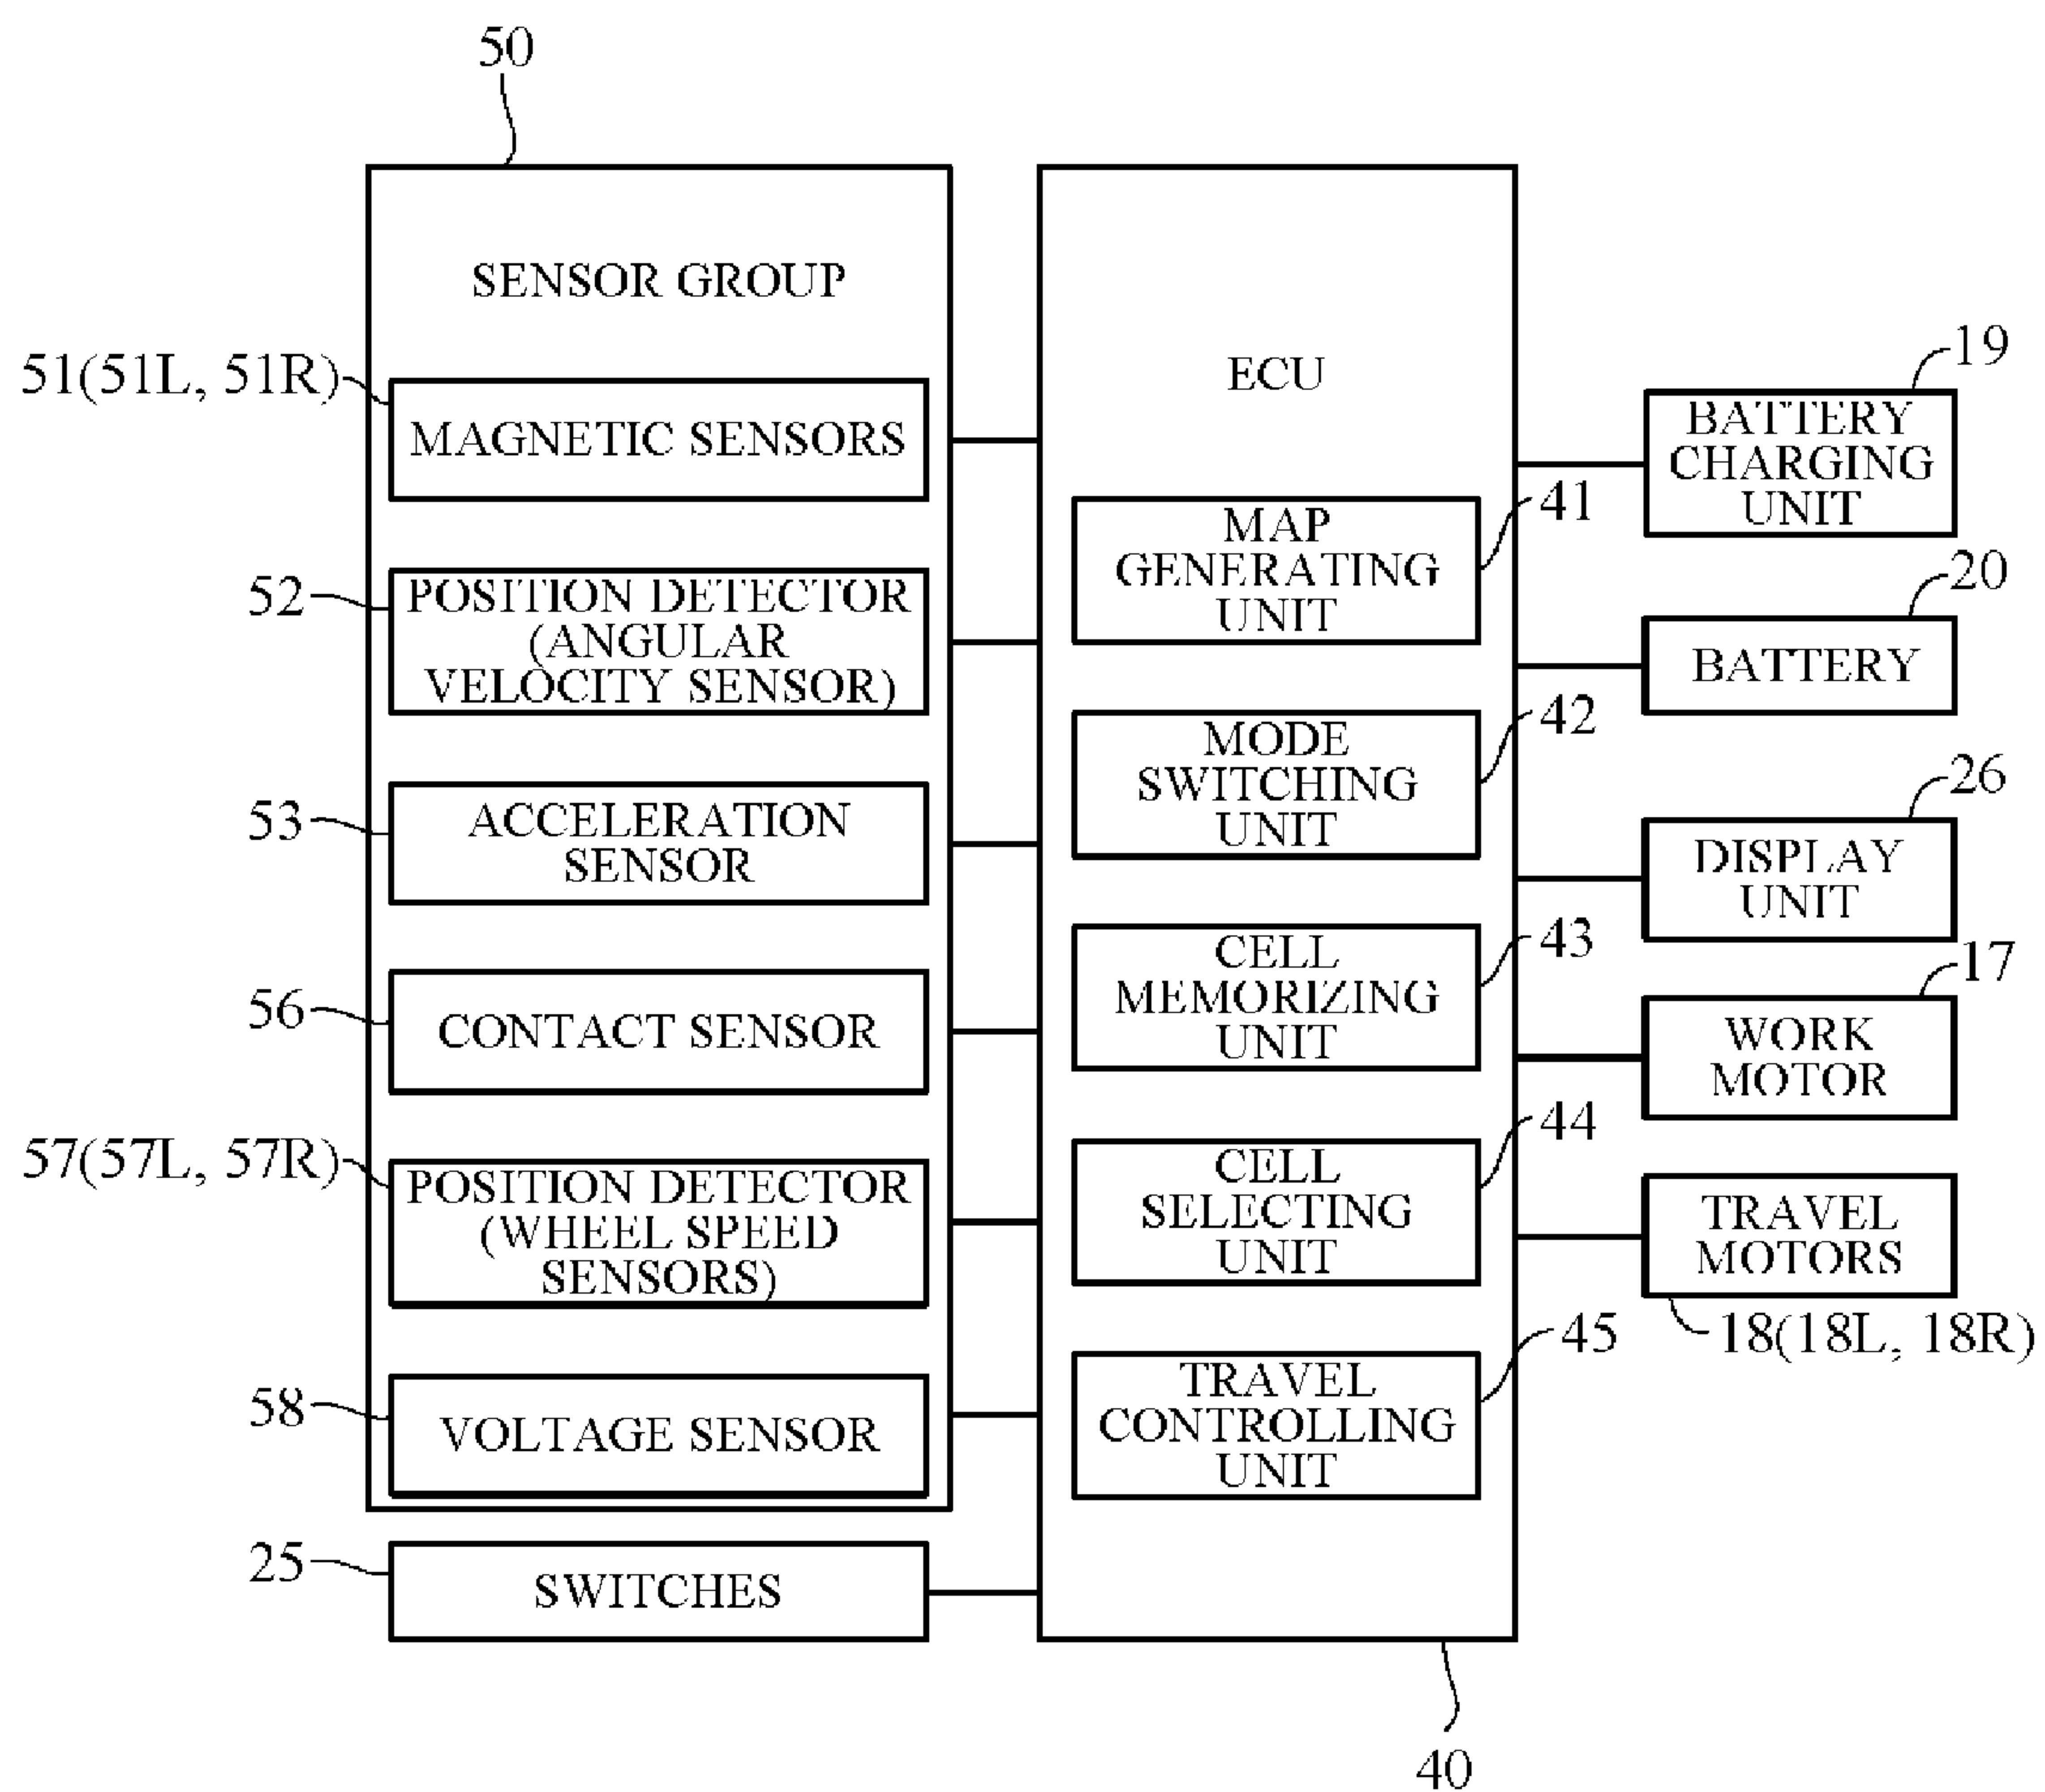 50
SENSOR GROUP
51(51L, 51R)
MAGNETIC SENSORS
52
POSITION DETECTOR
(ANGULAR
VELOCITY SENSOR)
53
ACCELERATION
SENSOR
56
CONTACT SENSOR
57(57L, 57R)
POSITION DETECTOR
(WHEEL SPEED
SENSORS)
58
VOLTAGE SENSOR
25
SWITCHES
ECU
41
MAP
GENERATING
UNIT
42
MODE
SWITCHING
UNIT
43
CELL
MEMORIZING
UNIT
44
CELL
SELECTING
UNIT
45
TRAVEL
CONTROLLING
UNIT
40
19
BATTERY
CHARGING
UNIT
20
BATTERY
26
DISPLAY
UNIT
17
WORK
MOTOR
TRAVEL
MOTORS
18(18L, 18R)